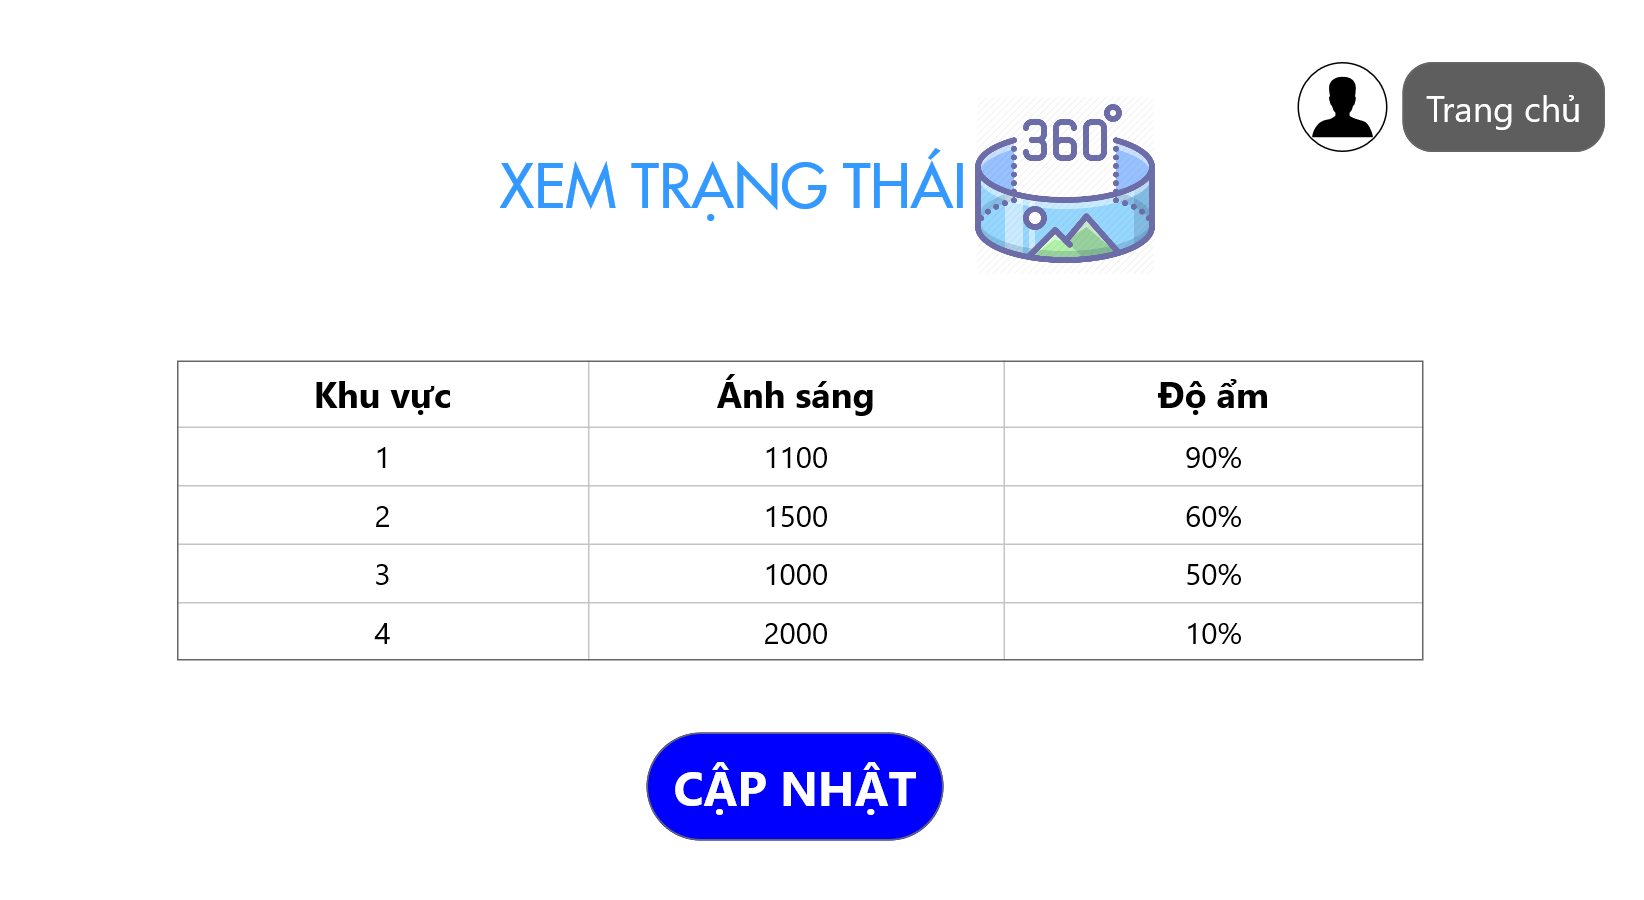 Trang chủ
XEM TRẠNG THÁI
360°
Khu vực Ánh sáng Độ ẩm
1 1100 90%
2 1500 60%
3 1000 50%
4 2000 10%
CẬP NHẬT